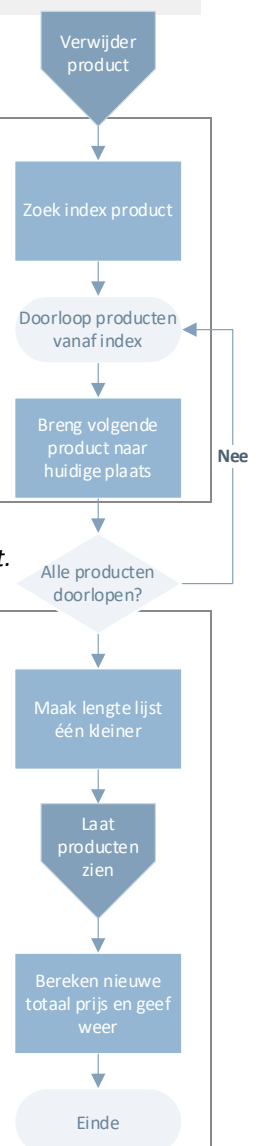 Verwijder
product
Zoek index product
Doorloop producten
vanaf index
Breng volgende
product naar
huidige plaats
Nee
t.
Alle producten
doorlopen?
Maak lengte lijst
één kleiner
Laat
producten
zien
Bereken nieuwe
totaal prijs en geef
weer
Einde